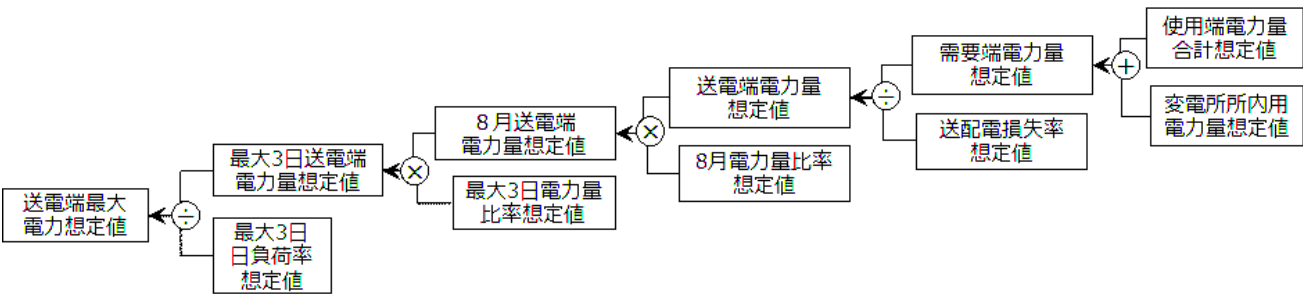 使用端電力量
合計想定値
需要端電力量
想定値
+
変電所所内用
電力量想定値
送電端電力量
想定値
÷
送配電損失率
想定値
8月送電端
電力量想定値
×
8月電力量比率
想定値
最大3日送電端
電力量想定値
×
最大3日電力量
比率想定値
送電端最大
電力想定値
÷
最大3日
日負荷率
想定値